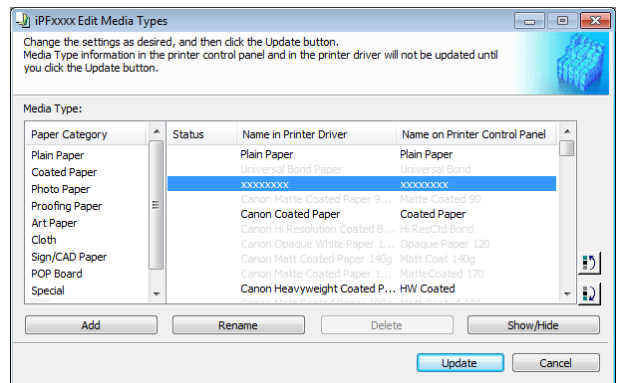 iPFxxxx Edit Media Types
Change the settings as desired, and then click the Update button.
Media Type information in the printer control panel and in the printer driver will not be updated until
you click the Update button.
Media Type:
Paper Category Status Name in Printer Driver Name on Printer Control Panel
Plain Paper Plain Paper Plain Paper
Coated Paper Universal Bond Paper Universal Bond
Photo Paper xxxxxxxx xxxxxxxx
Proofing Paper Canon Matte Coated Paper 9... Matte Coated 90
Art Paper Canon Coated Paper Coated Paper
Cloth Canon Hi Resolution Coated B... Hi ResCtd Bond
Sign/CAD Paper Canon Opaque White Paper 1... Opaque Paper 120
POP Board Canon Matt Coated Paper 140g Matt Coat 140g
Special Canon Matte Coated Paper 1... MatteCoated 170
Canon Heavyweight Coated P... HW Coated
Add Rename Delete Show/Hide
Update Cancel